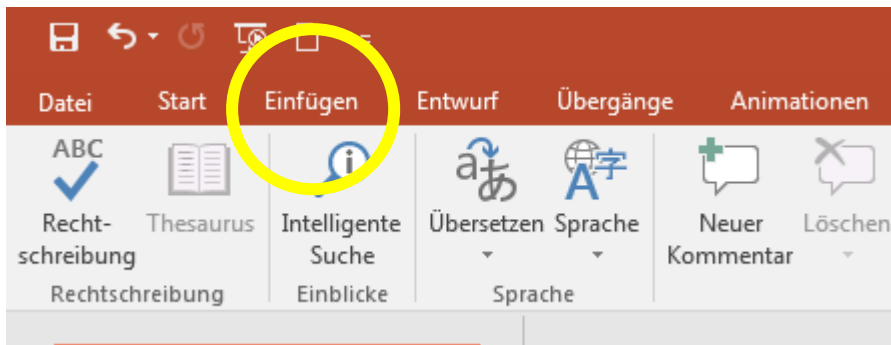 Datei Start Einfügen Entwurf Übergänge Animationen
ABC
Recht-
schreibung
Thesaurus
Intelligente
Suche
Übersetzen
Sprache
Neuer
Kommentar
Löschen
Rechtschreibung Einblicke Sprache